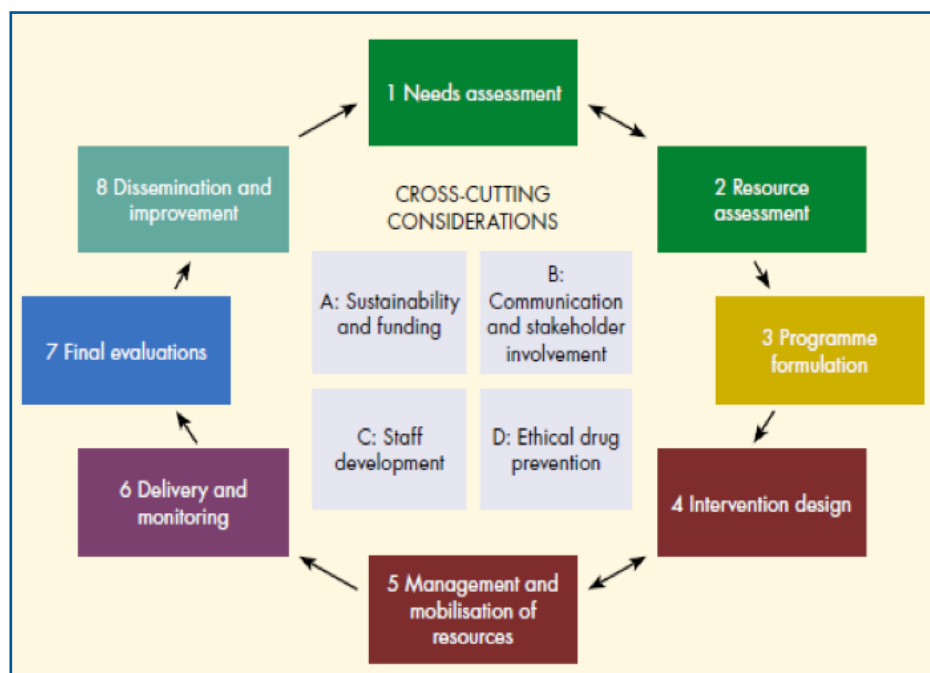 1 Needs assessment
2 Resource
assessment
3 Programme
formulation
4 Intervention design
5 Management and
mobilisation of
resources
6 Delivery and
monitoring
7 Final evaluations
8 Dissemination and
improvement
CROSS-CUTTING
CONSIDERATIONS
A: Sustainability
and funding
B:
Communication
and stakeholder
involvement
C: Staff
development
D: Ethical drug
prevention